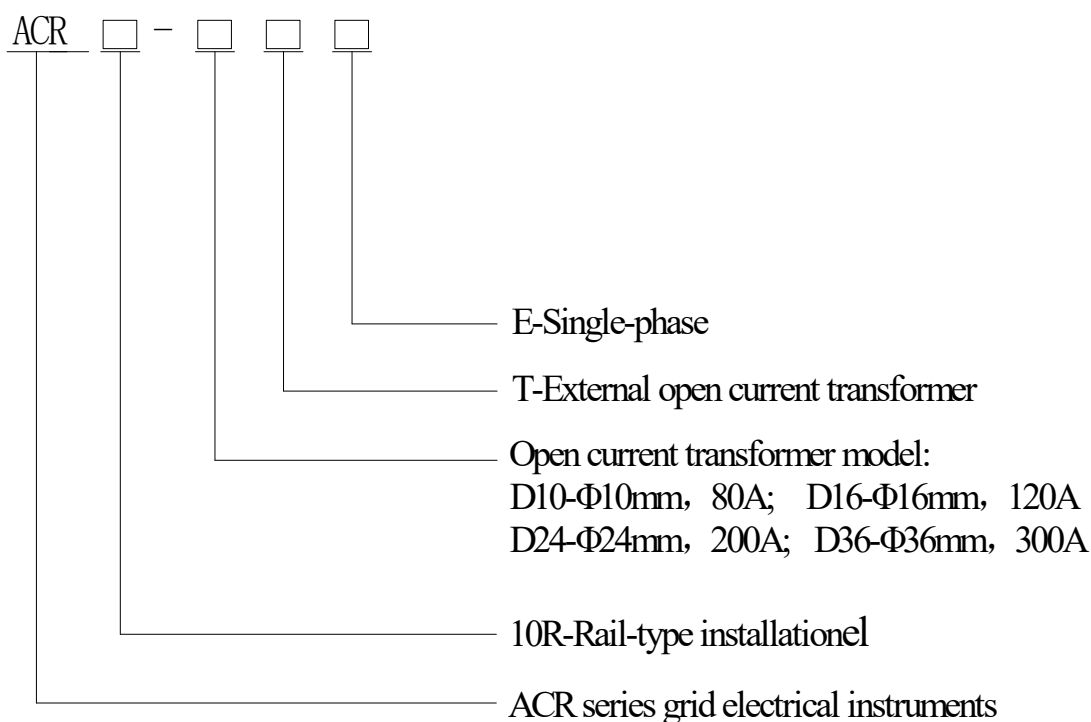 ACR □ - □ □ □
E-Single-phase
T-External open current transformer
Open current transformer model:
D10-Φ10mm，80A; D16-Φ16mm，120A
D24-Φ24mm，200A; D36-Φ36mm，300A
10R-Rail-type installationel
ACR series grid electrical instruments